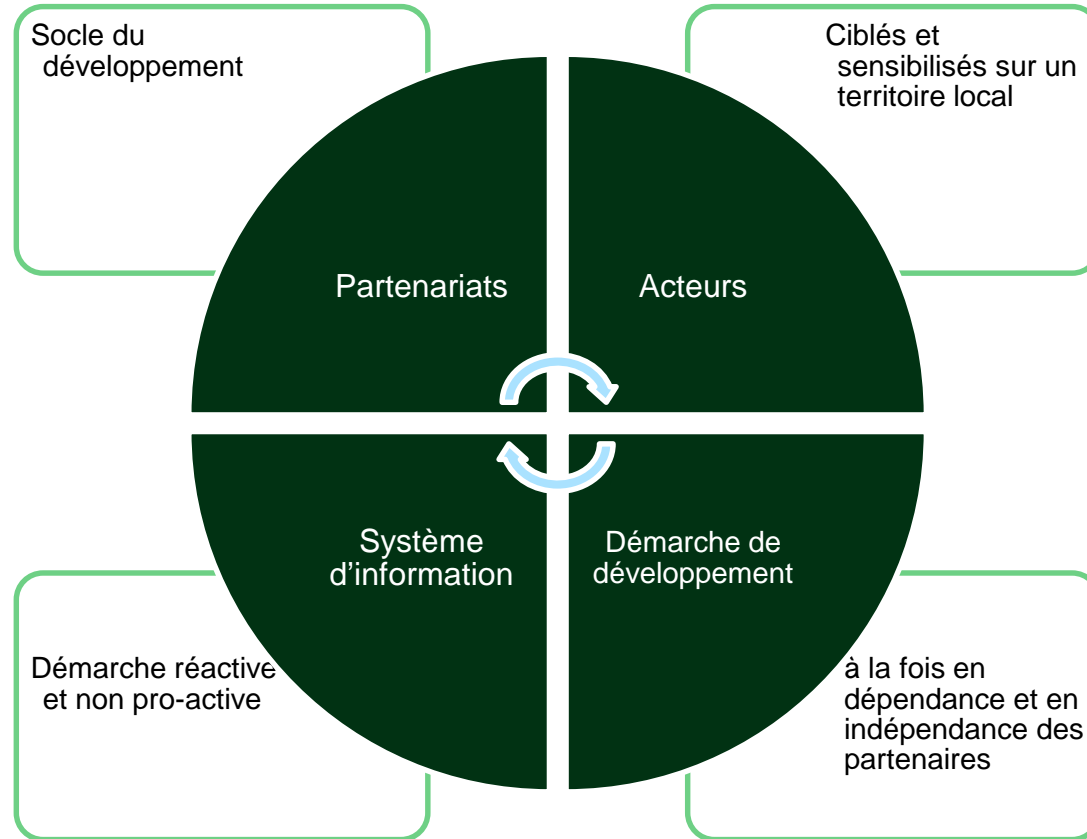 Socle du
développement
Ciblés et
sensibilisés sur un
territoire local
Partenariats
Acteurs
Système
d’information
Démarche de
développement
Démarche réactive
et non pro-active
à la fois en
dépendance et en
indépendance des
partenaires